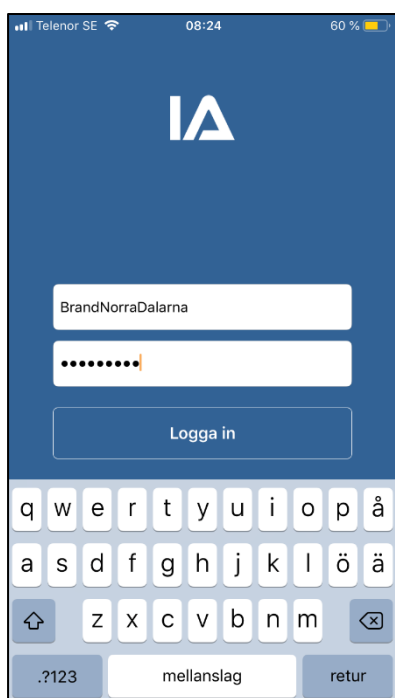 Telenor SE 08:24 60 %
IA
BrandNorraDalarna
•••••••••
Logga in
q w e r t y u i o p å
a s d f g h j k l ö ä
z x c v b n m
.?123 mellanslag retur